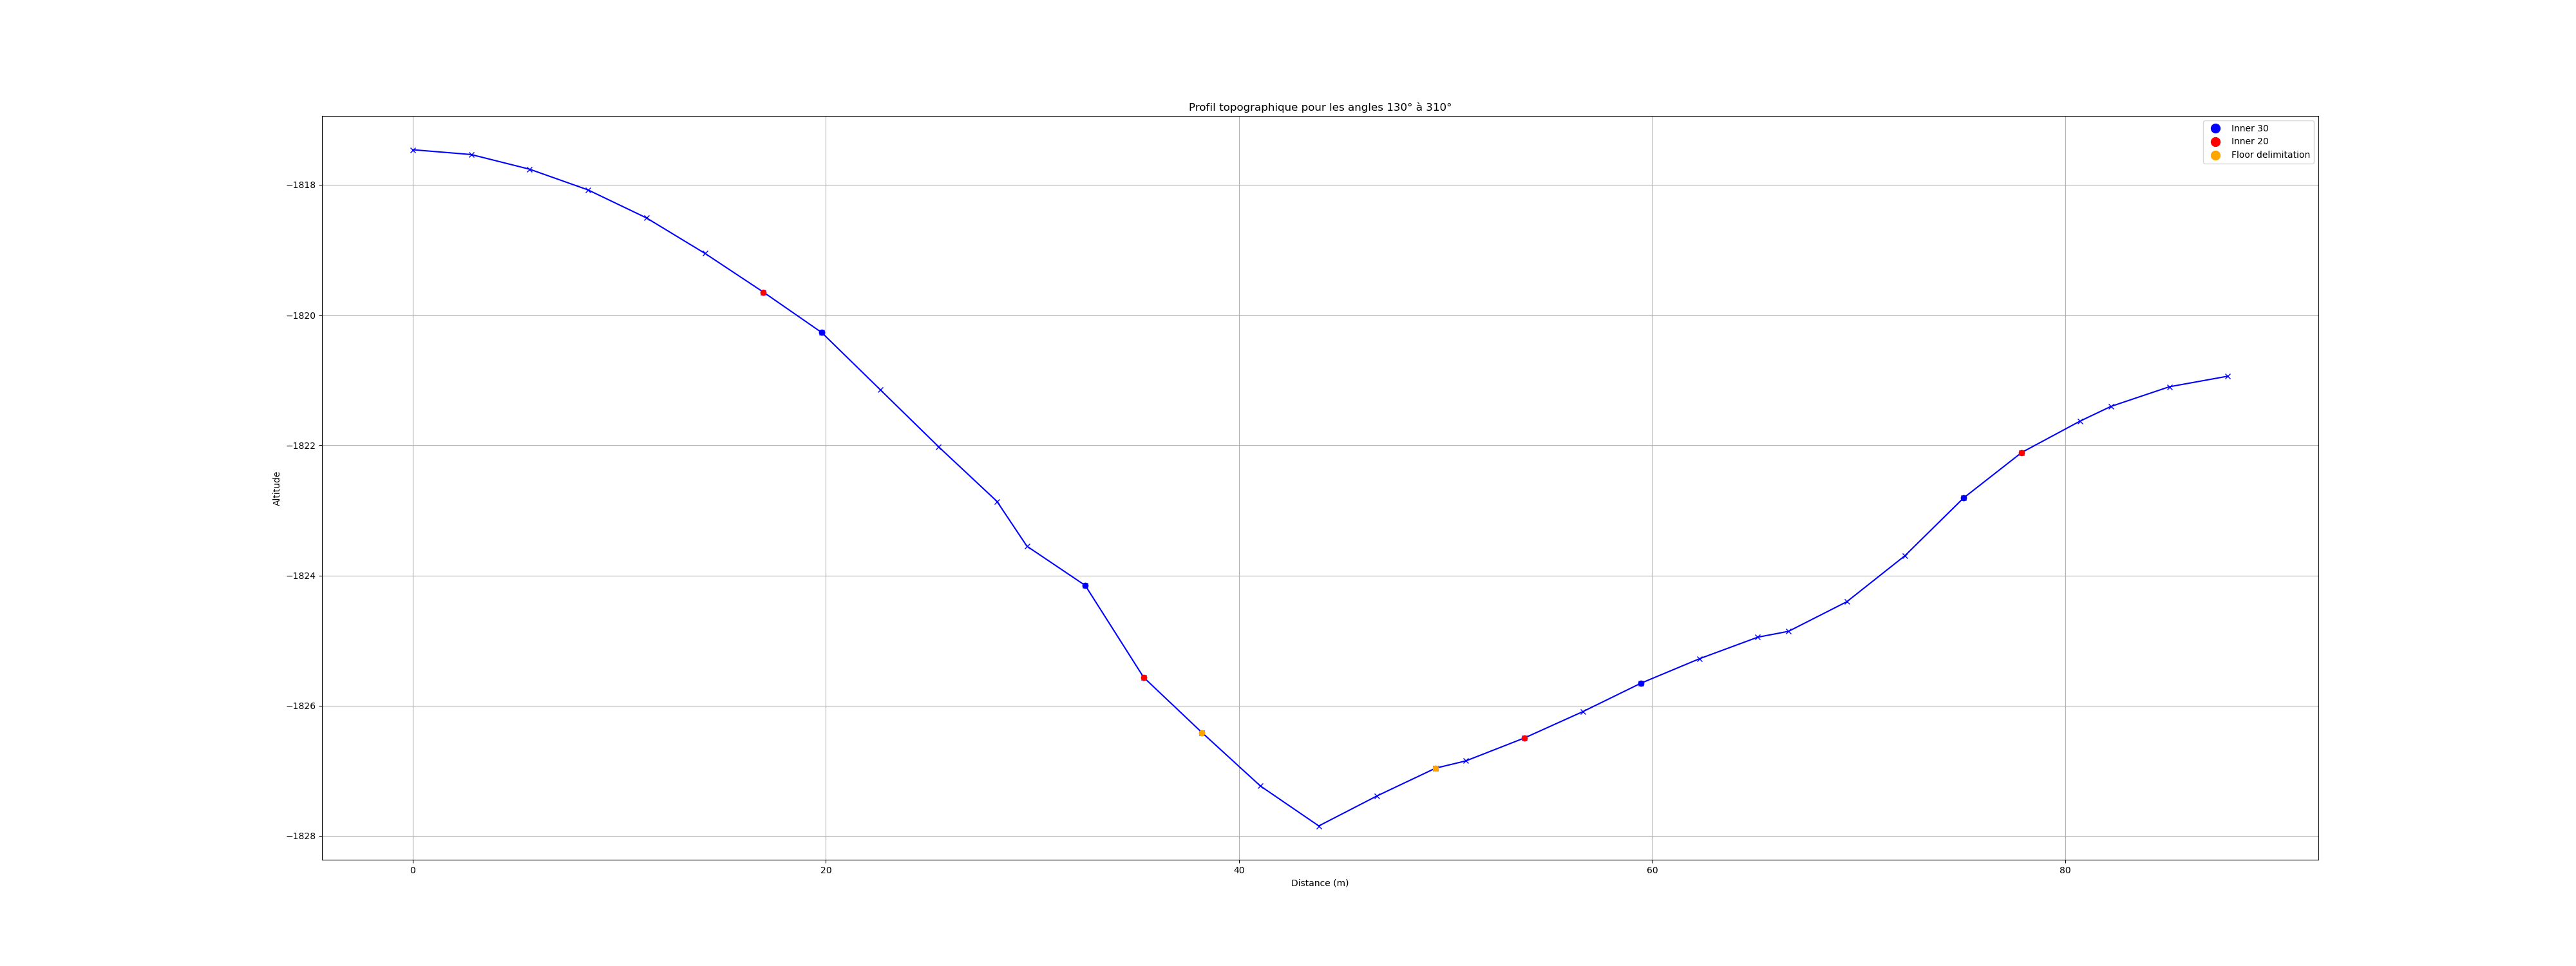 Profil topographique pour les angles 130° à 310°
Inner 30
Inner 20
Floor delimitation
−1818
−1820
−1822
−1824
−1826
−1828
Altitude
0 20 40 60 80
Distance (m)